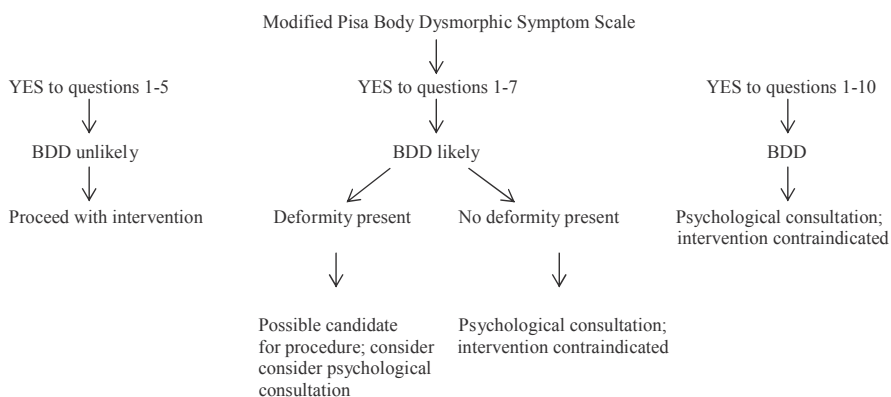 Modified Pisa Body Dysmorphic Symptom Scale
YES to questions 1-5
YES to questions 1-7
YES to questions 1-10
BDD unlikely
BDD likely
BDD
Proceed with intervention
Deformity present
No deformity present
Psychological consultation;
intervention contraindicated
Possible candidate
for procedure; consider
consider psychological
consultation
Psychological consultation;
intervention contraindicated